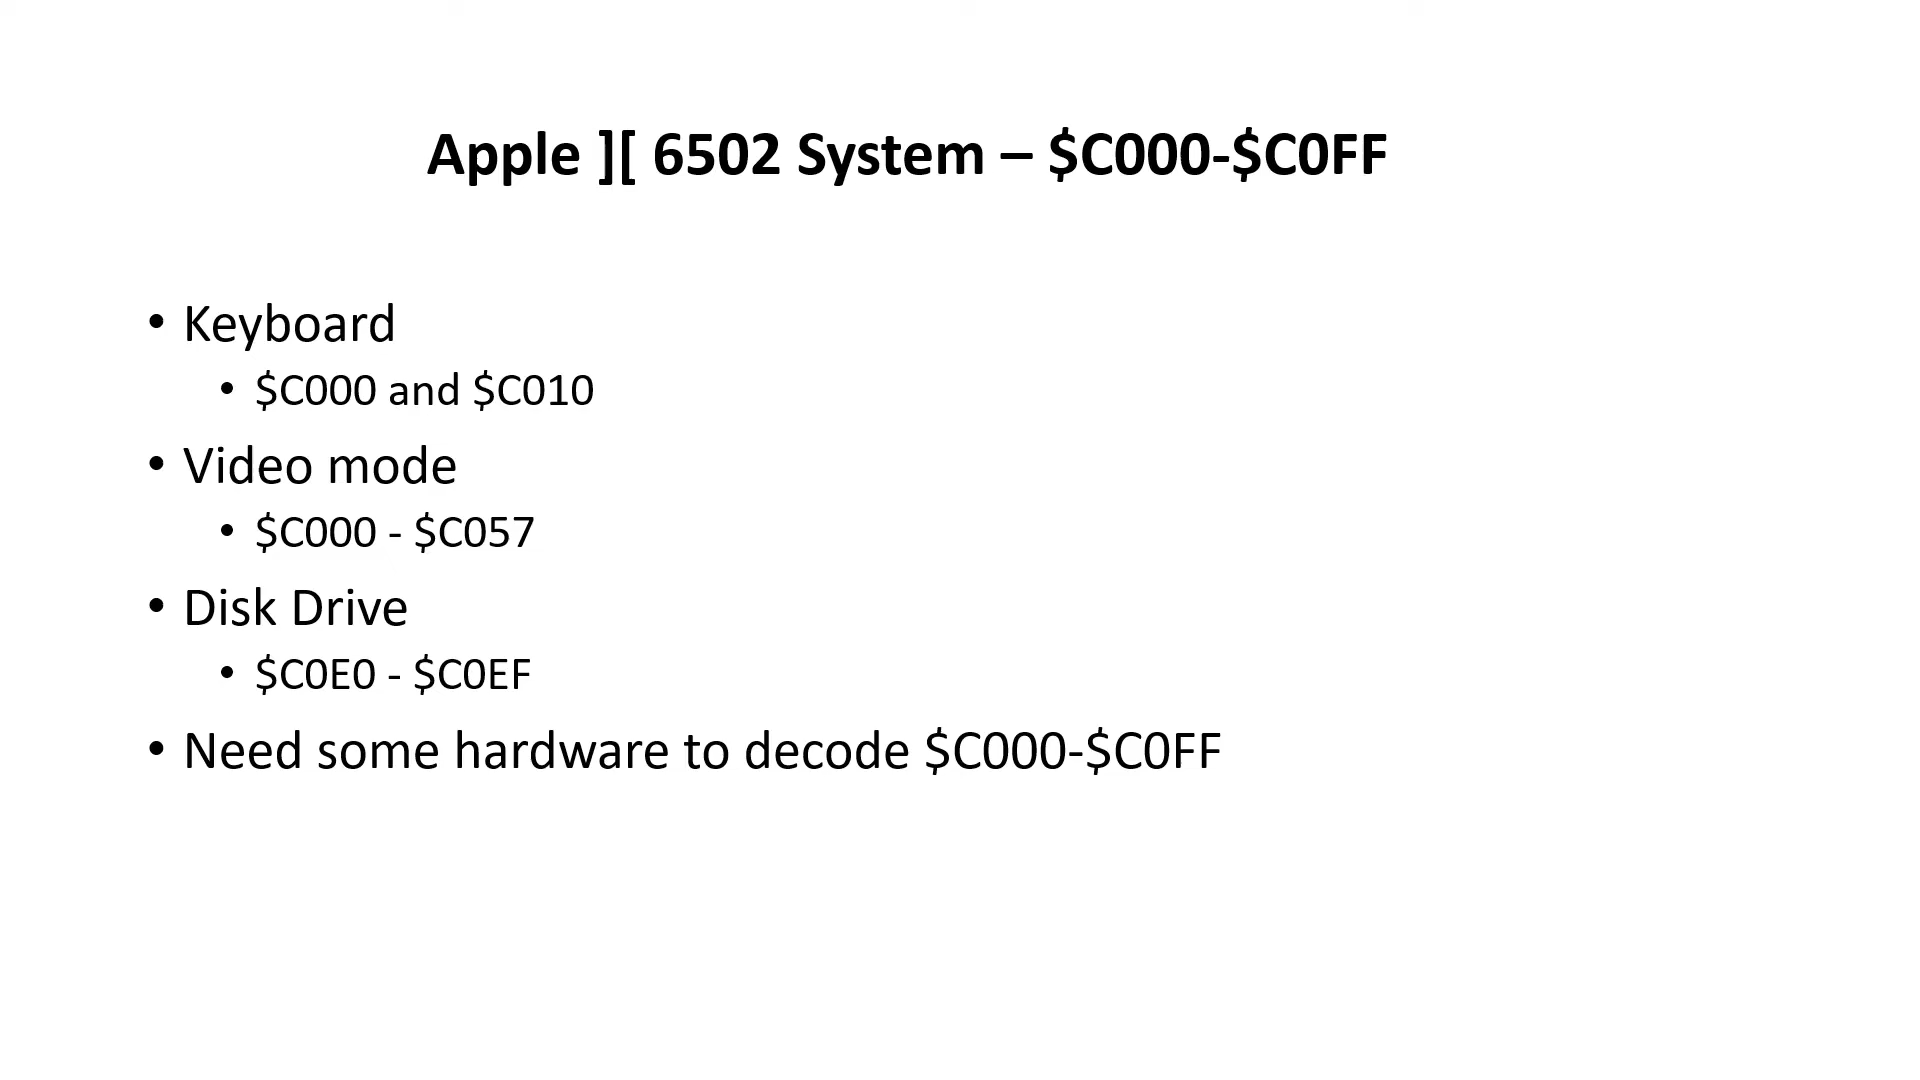 Apple ][ 6502 System – $C000-$C0FF
• Keyboard
• $C000 and $C010
• Video mode
• $C000 - $C057
• Disk Drive
• $C0E0 - $C0EF
• Need some hardware to decode $C000-$C0FF